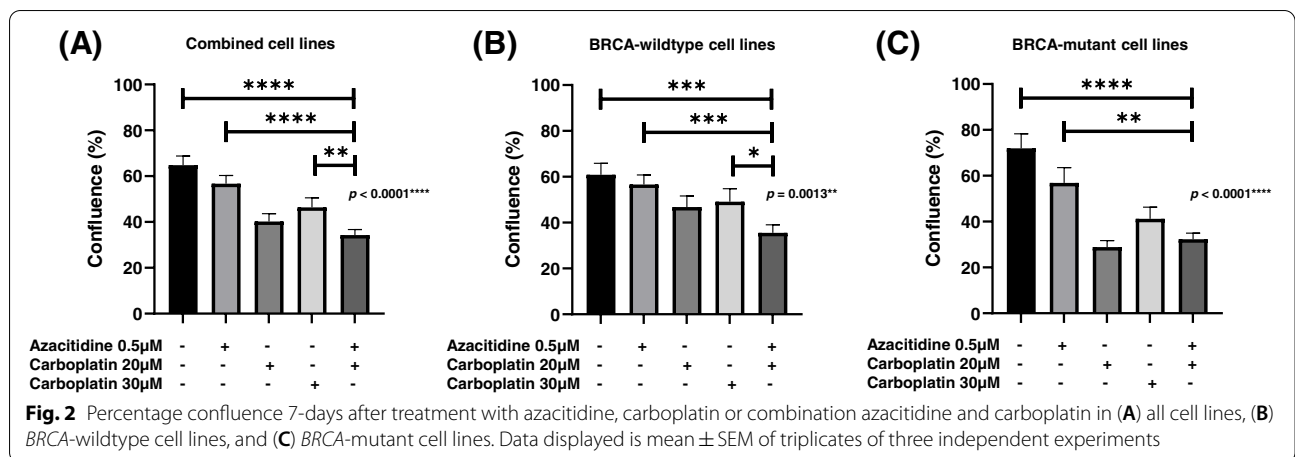 (A)
Combined cell lines
100
80
60
40
20
0
Confluence (%)
****
****
**
p < 0.0001****
Azacitidine 0.5µM - + - - +
Carboplatin 20µM - - + - +
Carboplatin 30µM - - - + -
(B)
BRCA-wildtype cell lines
100
80
60
40
20
0
Confluence (%)
***
***
*
p = 0.0013**
Azacitidine 0.5µM - + - - +
Carboplatin 20µM - - + - +
Carboplatin 30µM - - - + -
(C)
BRCA-mutant cell lines
100
80
60
40
20
0
Confluence (%)
****
**
p < 0.0001****
Azacitidine 0.5µM - + - - +
Carboplatin 20µM - - + - +
Carboplatin 30µM - - - + -
Fig. 2 Percentage confluence 7-days after treatment with azacitidine, carboplatin or combination azacitidine and carboplatin in (A) all cell lines, (B)
BRCA-wildtype cell lines, and (C) BRCA-mutant cell lines. Data displayed is mean ± SEM of triplicates of three independent experiments